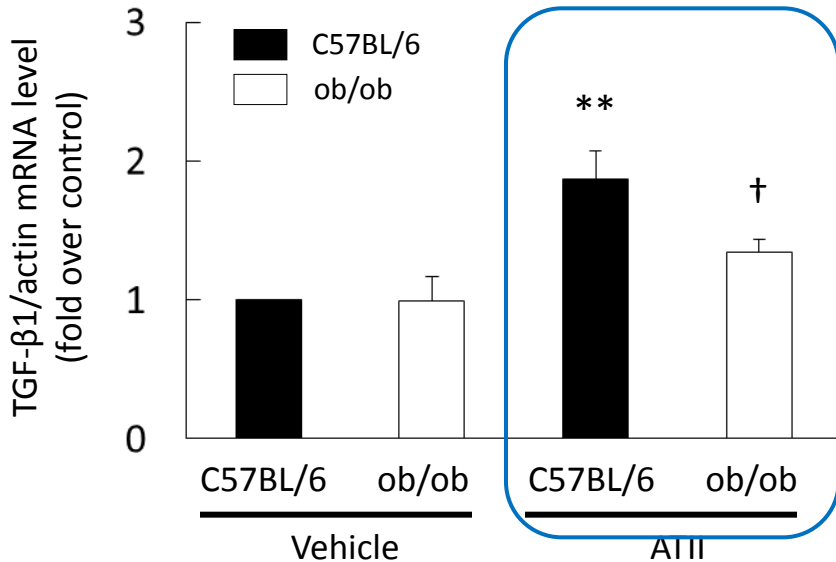 TGF-β1/actin mRNA level
(fold over control)
3
2
1
0
C57BL/6
ob/ob
**
†
C57BL/6 ob/ob C57BL/6 ob/ob
Vehicle ATII